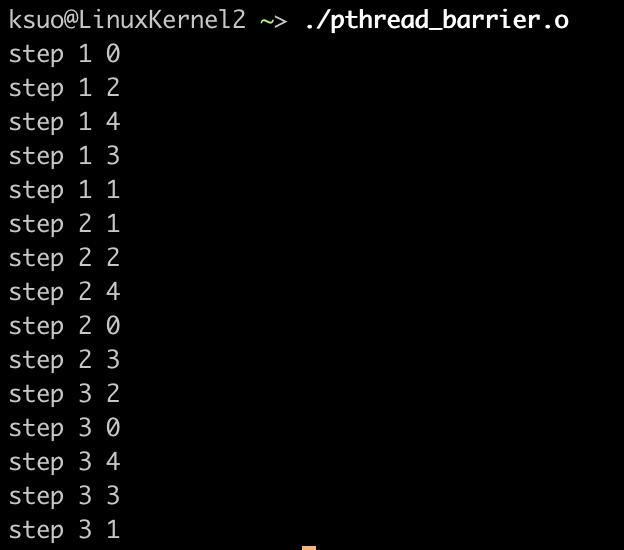 ksuo@LinuxKernel2 ~> ./pthread_barrier.o
step 1 0
step 1 2
step 1 4
step 1 3
step 1 1
step 2 1
step 2 2
step 2 4
step 2 0
step 2 3
step 3 2
step 3 0
step 3 4
step 3 3
step 3 1